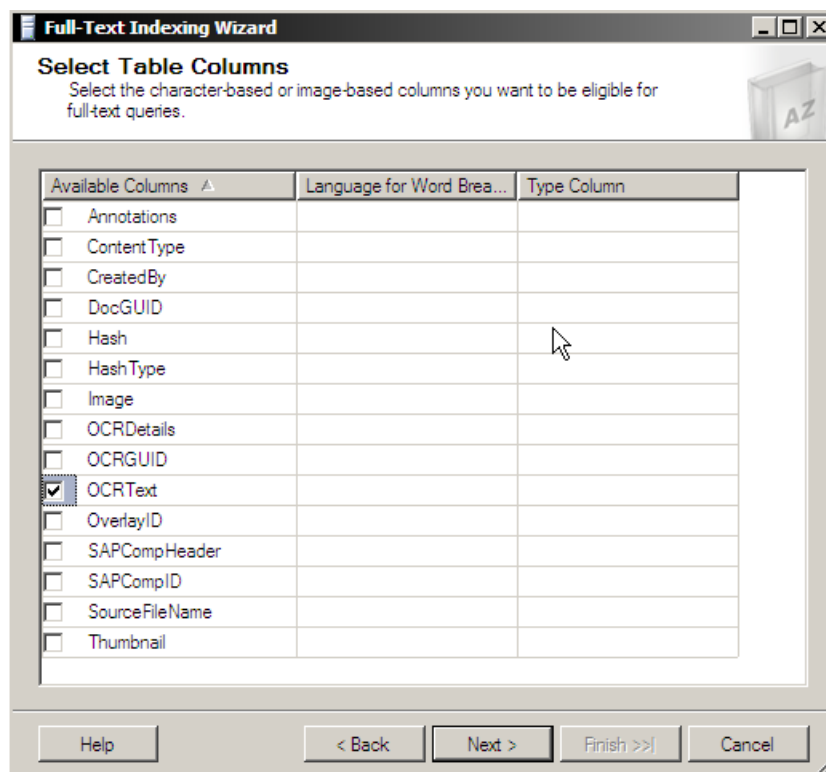 Full-Text Indexing Wizard
Select Table Columns
Select the character-based or image-based columns you want to be eligible for
full-text queries.
AZ
Available Columns Language for Word Brea... Type Column
Annotations
ContentType
CreatedBy
DocGUID
Hash
HashType
Image
OCRDetails
OCRGUID
OCRText
OverlayID
SAPCompHeader
SAPCompID
SourceFileName
Thumbnail
Help < Back Next > Finish >>| Cancel